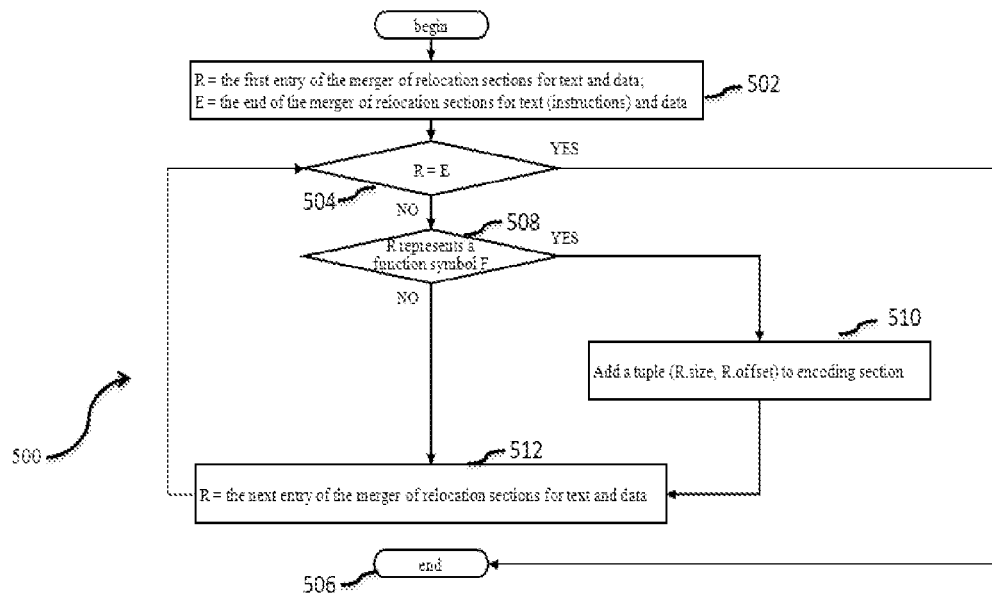 begin
R = the first entry of the merger of relocation sections for text and data;
E = the end of the merger of relocation sections for text (instructions) and data
502
YES
R = E
504
NO
508
YES
R represents a
function symbol F
NO
510
Add a tuple (R.size, R.offset) to encoding section
500
512
R = the next entry of the merger of relocation sections for text and data
end
506